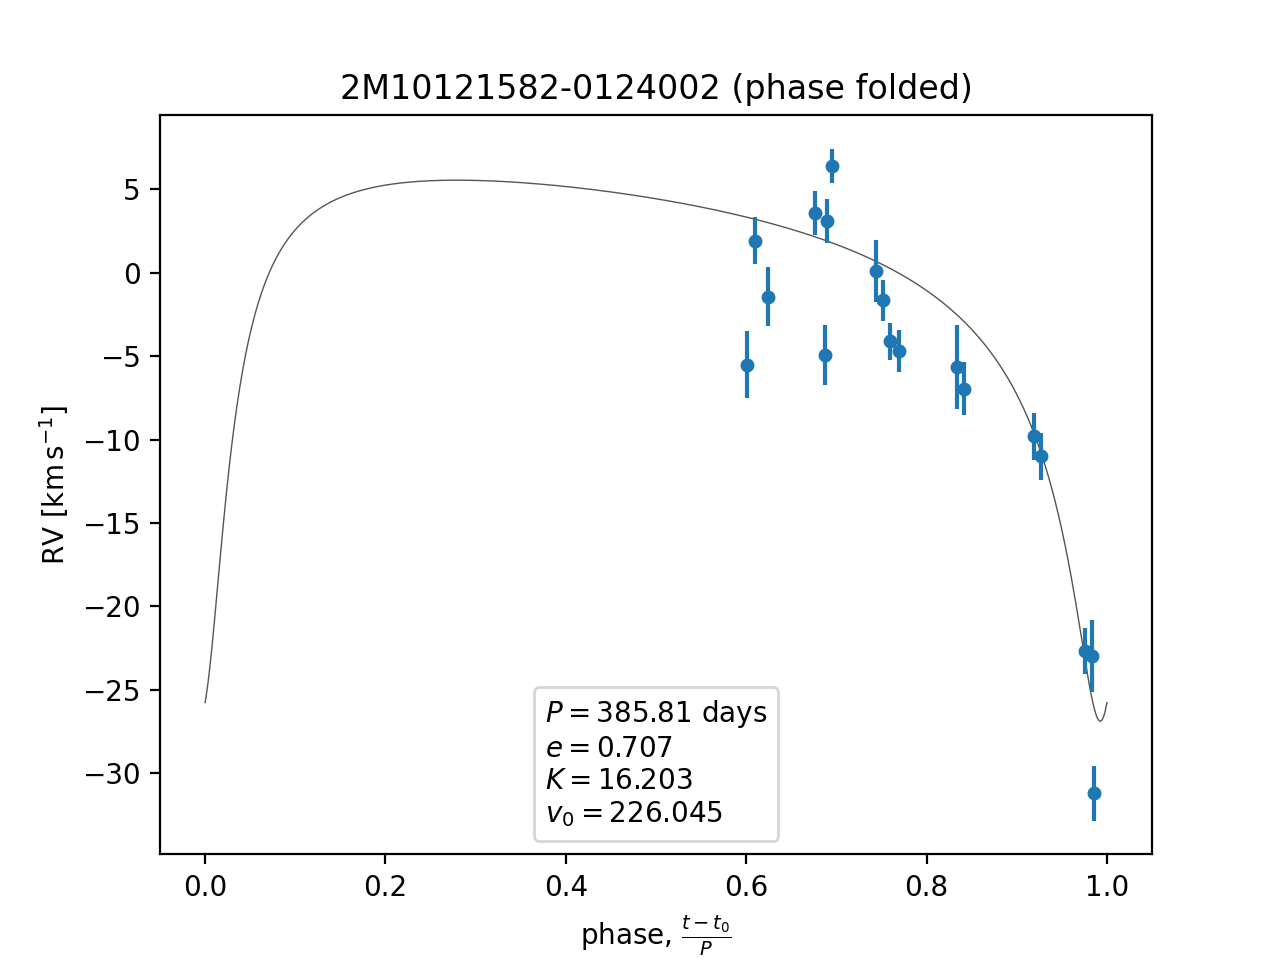 2M10121582-0124002 (phase folded)
5
0
−5
−10
−15
−20
−25
−30
RV [km s⁻¹]
P = 385.81 days
e = 0.707
K = 16.203
v₀ = 226.045
0.0 0.2 0.4 0.6 0.8 1.0
phase, (t − t₀)/P